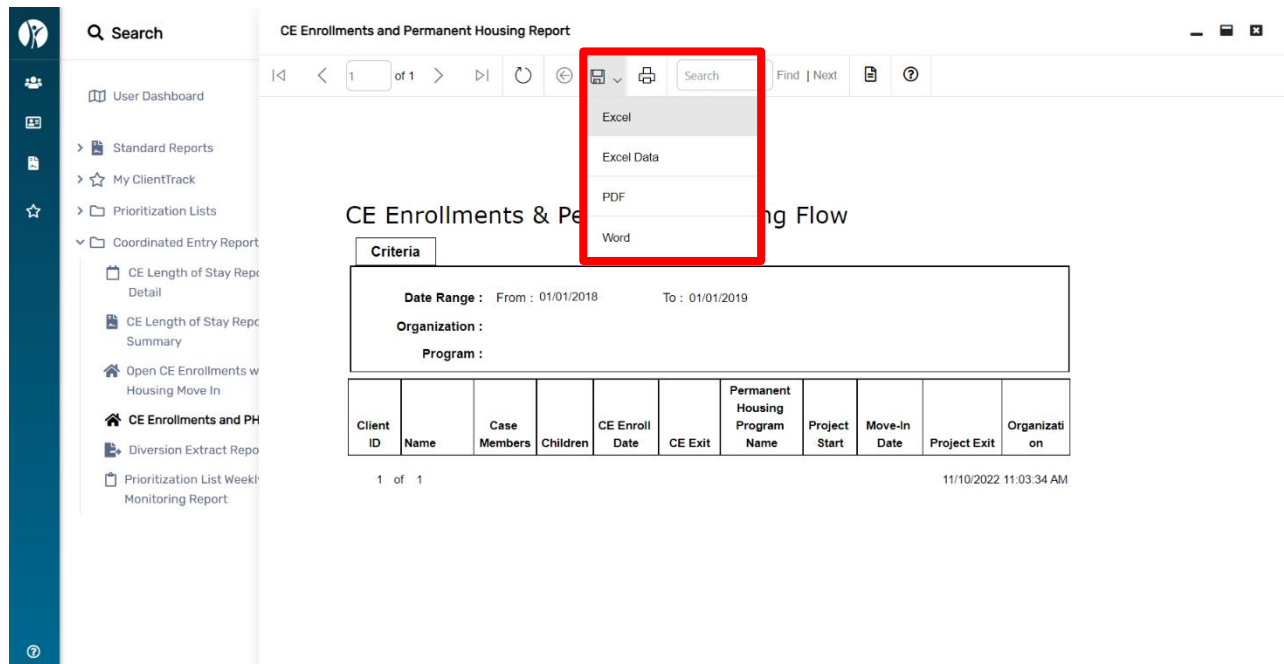 Search
User Dashboard
Standard Reports
My ClientTrack
Prioritization Lists
Coordinated Entry Report
CE Length of Stay Repo
Detail
CE Length of Stay Repo
Summary
Open CE Enrollments w
Housing Move In
CE Enrollments and PH
Diversion Extract Repo
Prioritization List Weekl
Monitoring Report
CE Enrollments and Permanent Housing Report
1 of 1 Search Find | Next
Excel
Excel Data
PDF
Word
CE Enrollments & Pe ng Flow
Criteria
Date Range : From : 01/01/2018 To : 01/01/2019
Organization :
Program :
Client ID
Name
Case Members
Children
CE Enroll Date
CE Exit
Permanent Housing Program Name
Project Start
Move-In Date
Project Exit
Organizati on
1 of 1 11/10/2022 11:03:34 AM